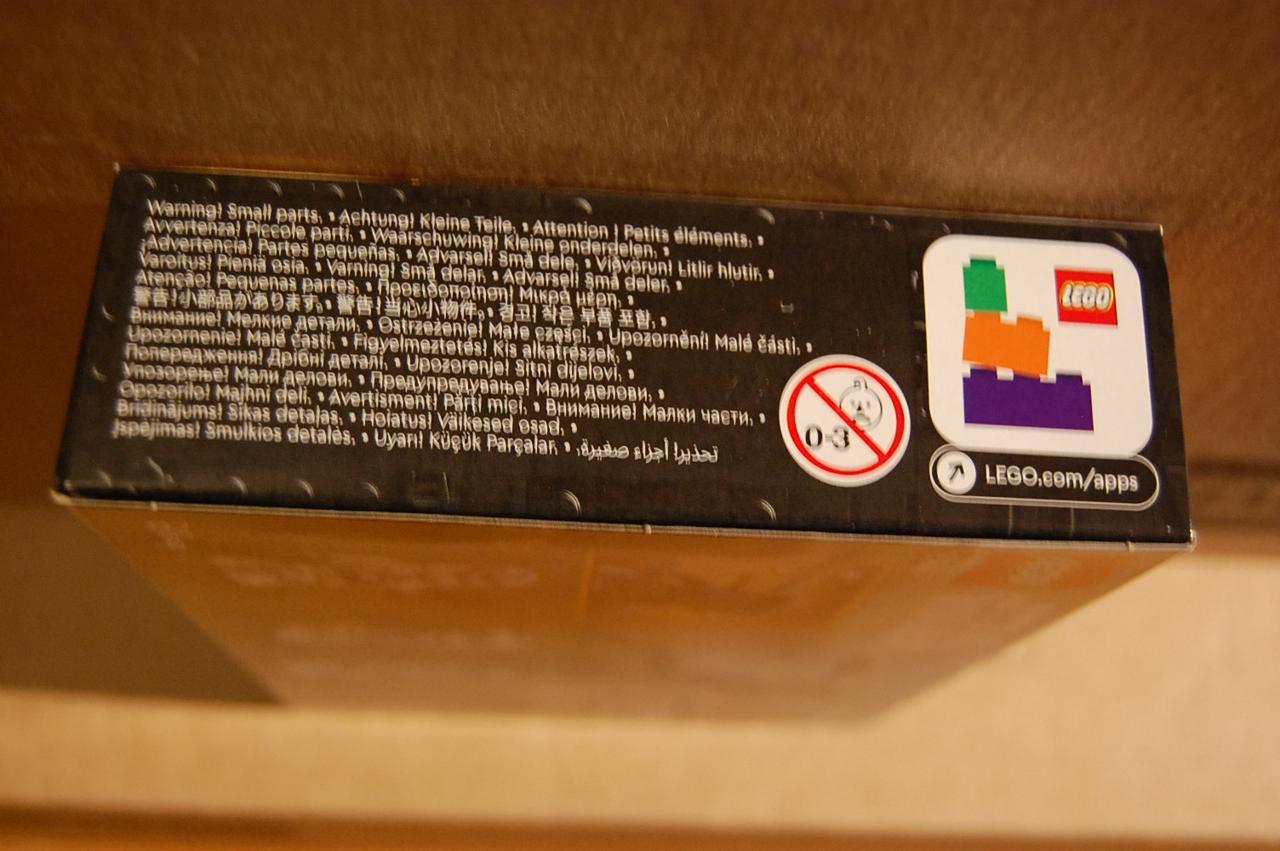 Warning! Small parts. • Achtung! Kleine Teile. • Attention ! Petits éléments. •
Avvertenza! Piccole parti. • Waarschuwing! Kleine onderdelen. •
¡Advertencia! Partes pequeñas. • Advarsel! Små dele. • Viðvörun! Litlir hlutir. •
Varoitus! Pieniä osia. • Varning! Små delar. • Advarsel! Små deler. •
Atenção! Pequenas partes. • Προειδοποίηση! Μικρά μέρη. •
警告!小部品があります。 • 警告!当心小物件。 • 경고! 작은 부품 포함. •
Внимание! Мелкие детали. • Ostrzeżenie! Małe części. • Upozornění! Malé části. •
Upozornenie! Malé časti. • Figyelmeztetés! Kis alkatrészek. •
Попередження! Дрібні деталі. • Upozorenje! Sitni dijelovi. •
Упозорење! Мали делови. • Предупредување! Мали делови. •
Opozorilo! Majhni deli. • Avertisment! Părți mici. • Внимание! Малки части. •
Brīdinājums! Sīkas detaļas. • Hoiatus! Väikesed osad. •
Įspėjimas! Smulkios detalės. • Uyarı! Küçük Parçalar. • تحذير! أجزاء صغيرة.
0-3
LEGO
LEGO.com/apps